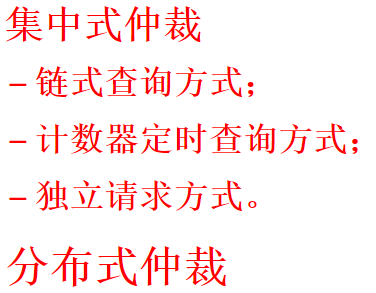 集中式仲裁
–链式查询方式；
–计数器定时查询方式；
–独立请求方式。
分布式仲裁